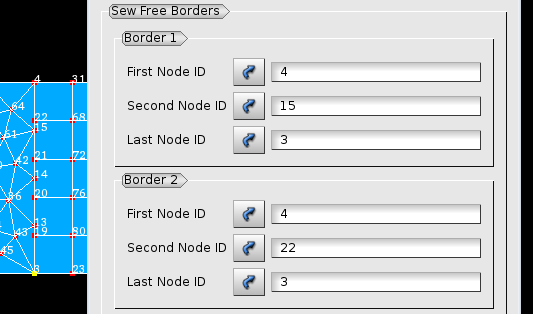 Sew Free Borders
Border 1
First Node ID 4
Second Node ID 15
Last Node ID 3
Border 2
First Node ID 4
Second Node ID 22
Last Node ID 3
4 31
64
22 68
15
51
21 72
42
14
20 76
36
13
19 80
43
45
3 23